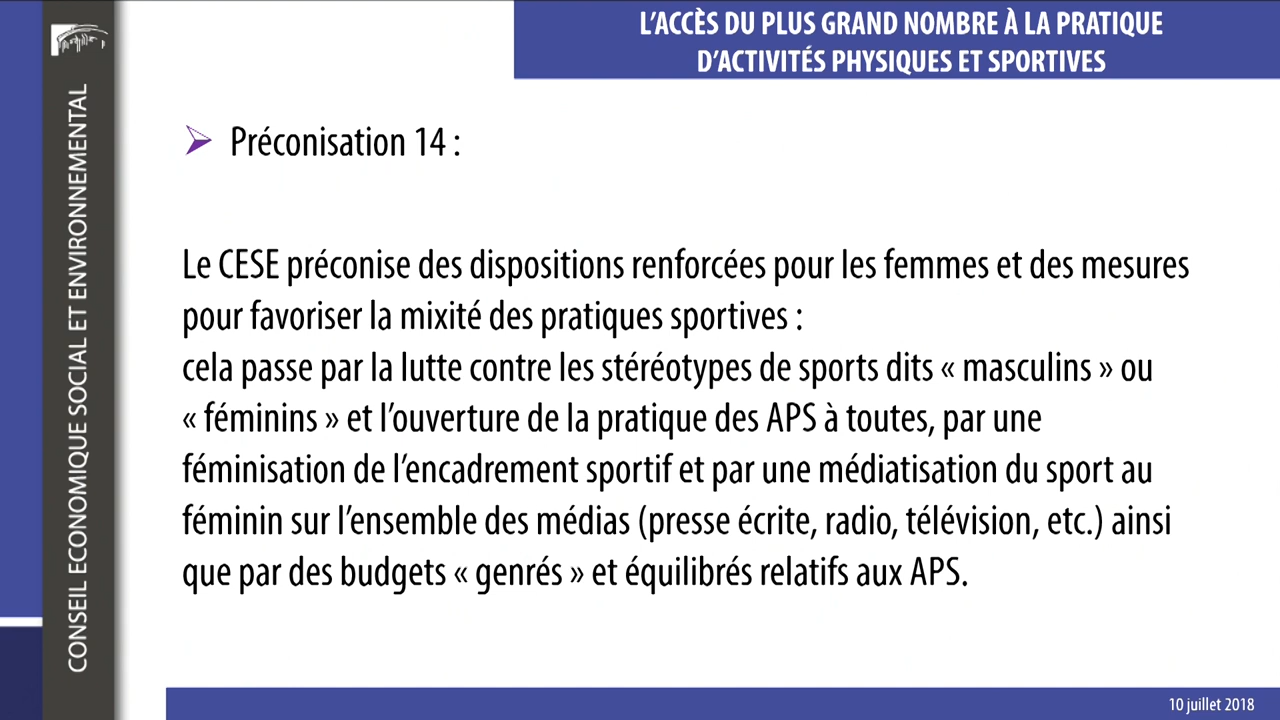 L'ACCÈS DU PLUS GRAND NOMBRE À LA PRATIQUE
D'ACTIVITÉS PHYSIQUES ET SPORTIVES
CONSEIL ECONOMIQUE SOCIAL ET ENVIRONNEMENTAL
Préconisation 14 :
Le CESE préconise des dispositions renforcées pour les femmes et des mesures
pour favoriser la mixité des pratiques sportives :
cela passe par la lutte contre les stéréotypes de sports dits « masculins » ou
« féminins » et l'ouverture de la pratique des APS à toutes, par une
féminisation de l'encadrement sportif et par une médiatisation du sport au
féminin sur l'ensemble des médias (presse écrite, radio, télévision, etc.) ainsi
que par des budgets « genrés » et équilibrés relatifs aux APS.
10 juillet 2018